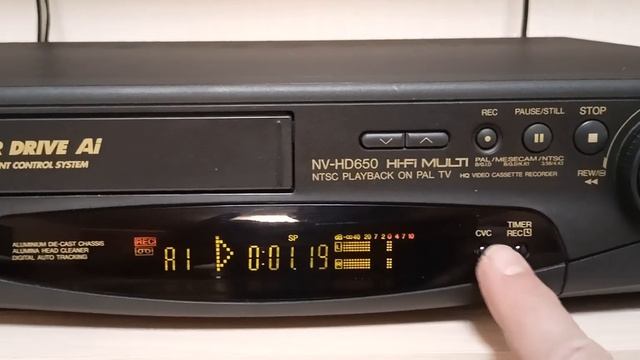 R DRIVE Ai
NT CONTROL SYSTEM
NV-HD650 HI-FI MULTI
PAL/MESECAM/NTSC
NTSC PLAYBACK ON PAL TV
HQ VIDEO CASSETTE RECORDER
REC
PAUSE/STILL
STOP
REW/
ALUMINIUM DIE-CAST CHASSIS
ALUMINA HEAD CLEANER
DIGITAL AUTO TRACKING
REC
A1
SP
0:01.19
dB-∞40 20 7 2 0 4 7 10
L
R
CVC
TIMER
REC